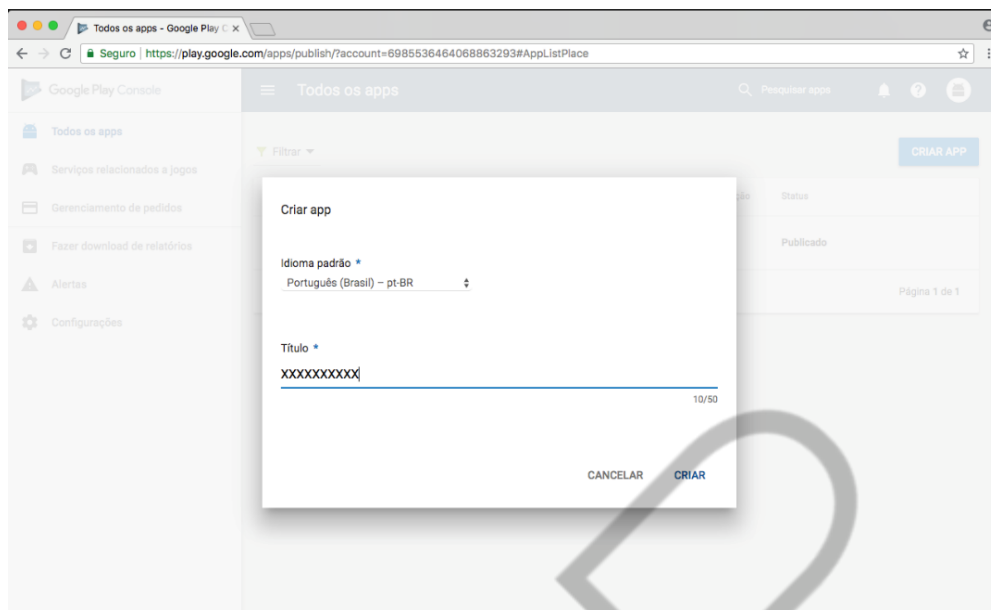 Todos os apps - Google Play C
Seguro | https://play.google.com/apps/publish/?account=6985536464068863293#AppListPlace
Google Play Console
Todos os apps
Pesquisar apps
Todos os apps
Filtrar
CRIAR APP
Serviços relacionados a jogos
Gerenciamento de pedidos
Status
Fazer download de relatórios
Publicado
Alertas
Página 1 de 1
Configurações
Criar app
Idioma padrão *
Português (Brasil) – pt-BR
Título *
XXXXXXXXXX
10/50
CANCELAR CRIAR